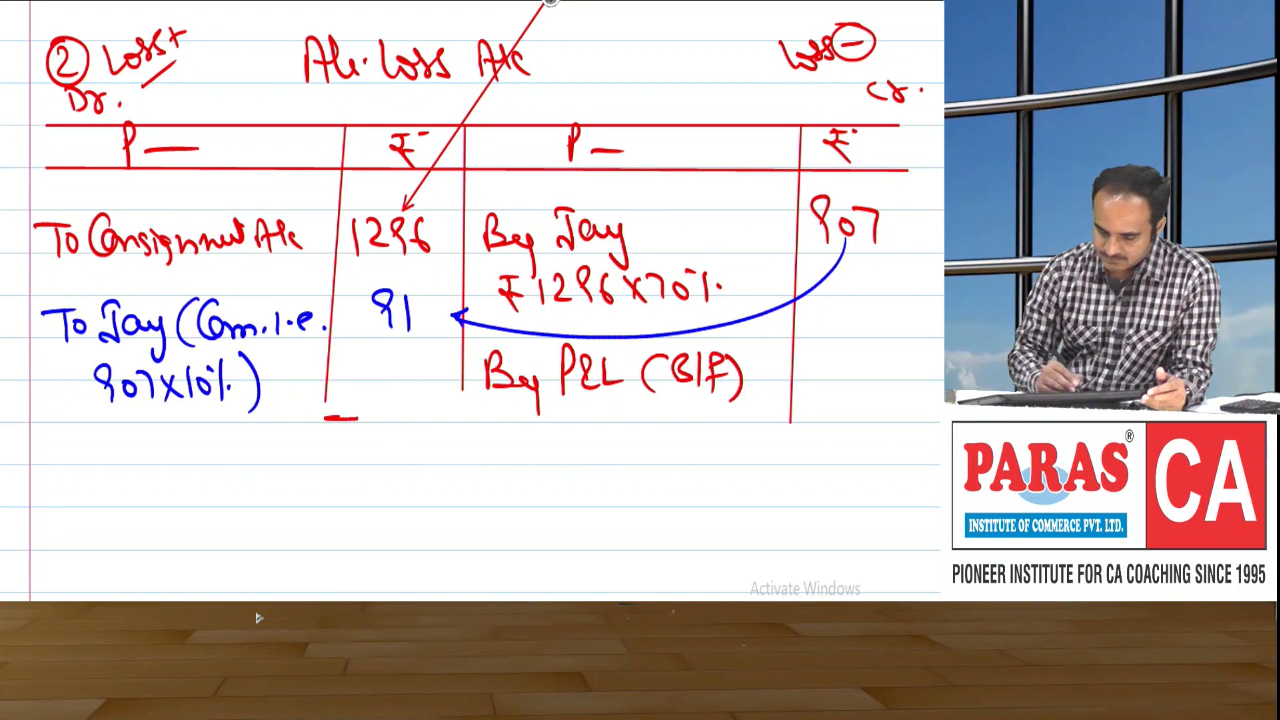 ② Loss+
Ab. Loss A/c
Loss ⊖
Dr.
Cr.
P —
₹
P —
₹
To Consignment A/c 1296
By Jay 907
₹1296 x 70%.
To Jay (Com. i.e. 91
907 x 10%.)
By P&L (B/F)
PARAS®
INSTITUTE OF COMMERCE PVT. LTD.
CA
PIONEER INSTITUTE FOR CA COACHING SINCE 1995
Activate Windows